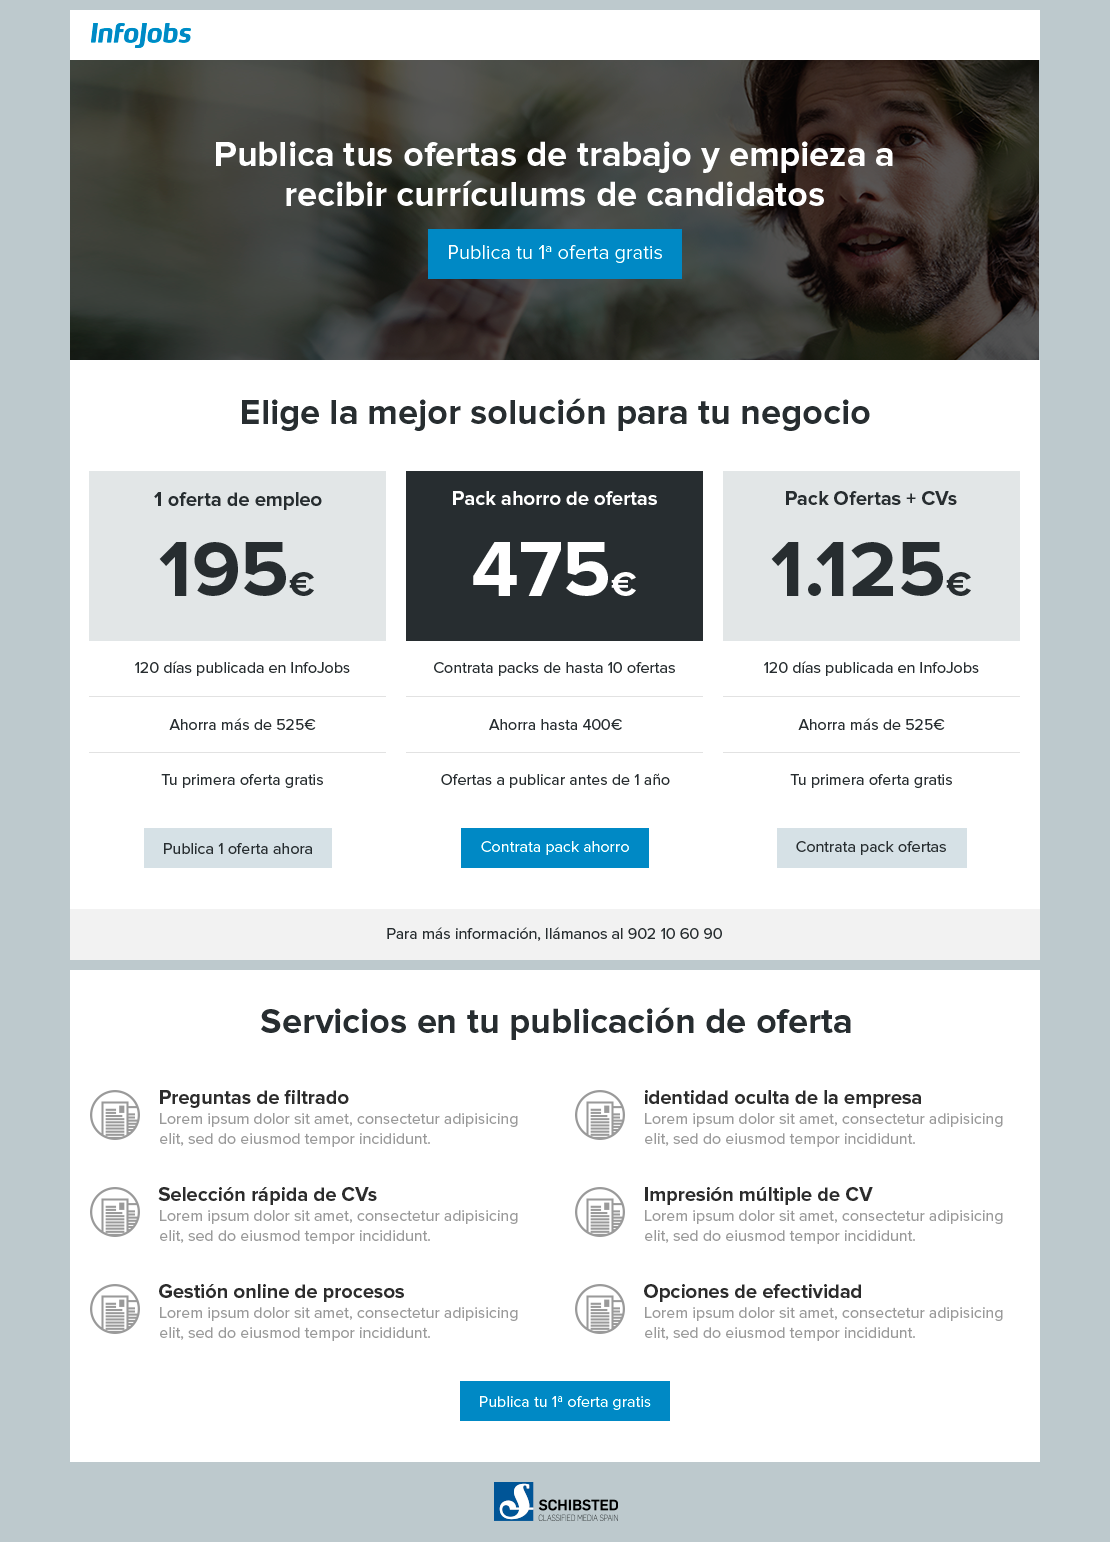 InfoJobs
Publica tus ofertas de trabajo y empieza a
recibir currículums de candidatos
Publica tu 1ª oferta gratis
Elige la mejor solución para tu negocio
1 oferta de empleo
195€
120 días publicada en InfoJobs
Ahorra más de 525€
Tu primera oferta gratis
Publica 1 oferta ahora
Pack ahorro de ofertas
475€
Contrata packs de hasta 10 ofertas
Ahorra hasta 400€
Ofertas a publicar antes de 1 año
Contrata pack ahorro
Pack Ofertas + CVs
1.125€
120 días publicada en InfoJobs
Ahorra más de 525€
Tu primera oferta gratis
Contrata pack ofertas
Para más información, llámanos al 902 10 60 90
Servicios en tu publicación de oferta
Preguntas de filtrado
Lorem ipsum dolor sit amet, consectetur adipisicing
elit, sed do eiusmod tempor incididunt.
identidad oculta de la empresa
Lorem ipsum dolor sit amet, consectetur adipisicing
elit, sed do eiusmod tempor incididunt.
Selección rápida de CVs
Lorem ipsum dolor sit amet, consectetur adipisicing
elit, sed do eiusmod tempor incididunt.
Impresión múltiple de CV
Lorem ipsum dolor sit amet, consectetur adipisicing
elit, sed do eiusmod tempor incididunt.
Gestión online de procesos
Lorem ipsum dolor sit amet, consectetur adipisicing
elit, sed do eiusmod tempor incididunt.
Opciones de efectividad
Lorem ipsum dolor sit amet, consectetur adipisicing
elit, sed do eiusmod tempor incididunt.
Publica tu 1ª oferta gratis
SCHIBSTED
CLASSIFIED MEDIA SPAIN